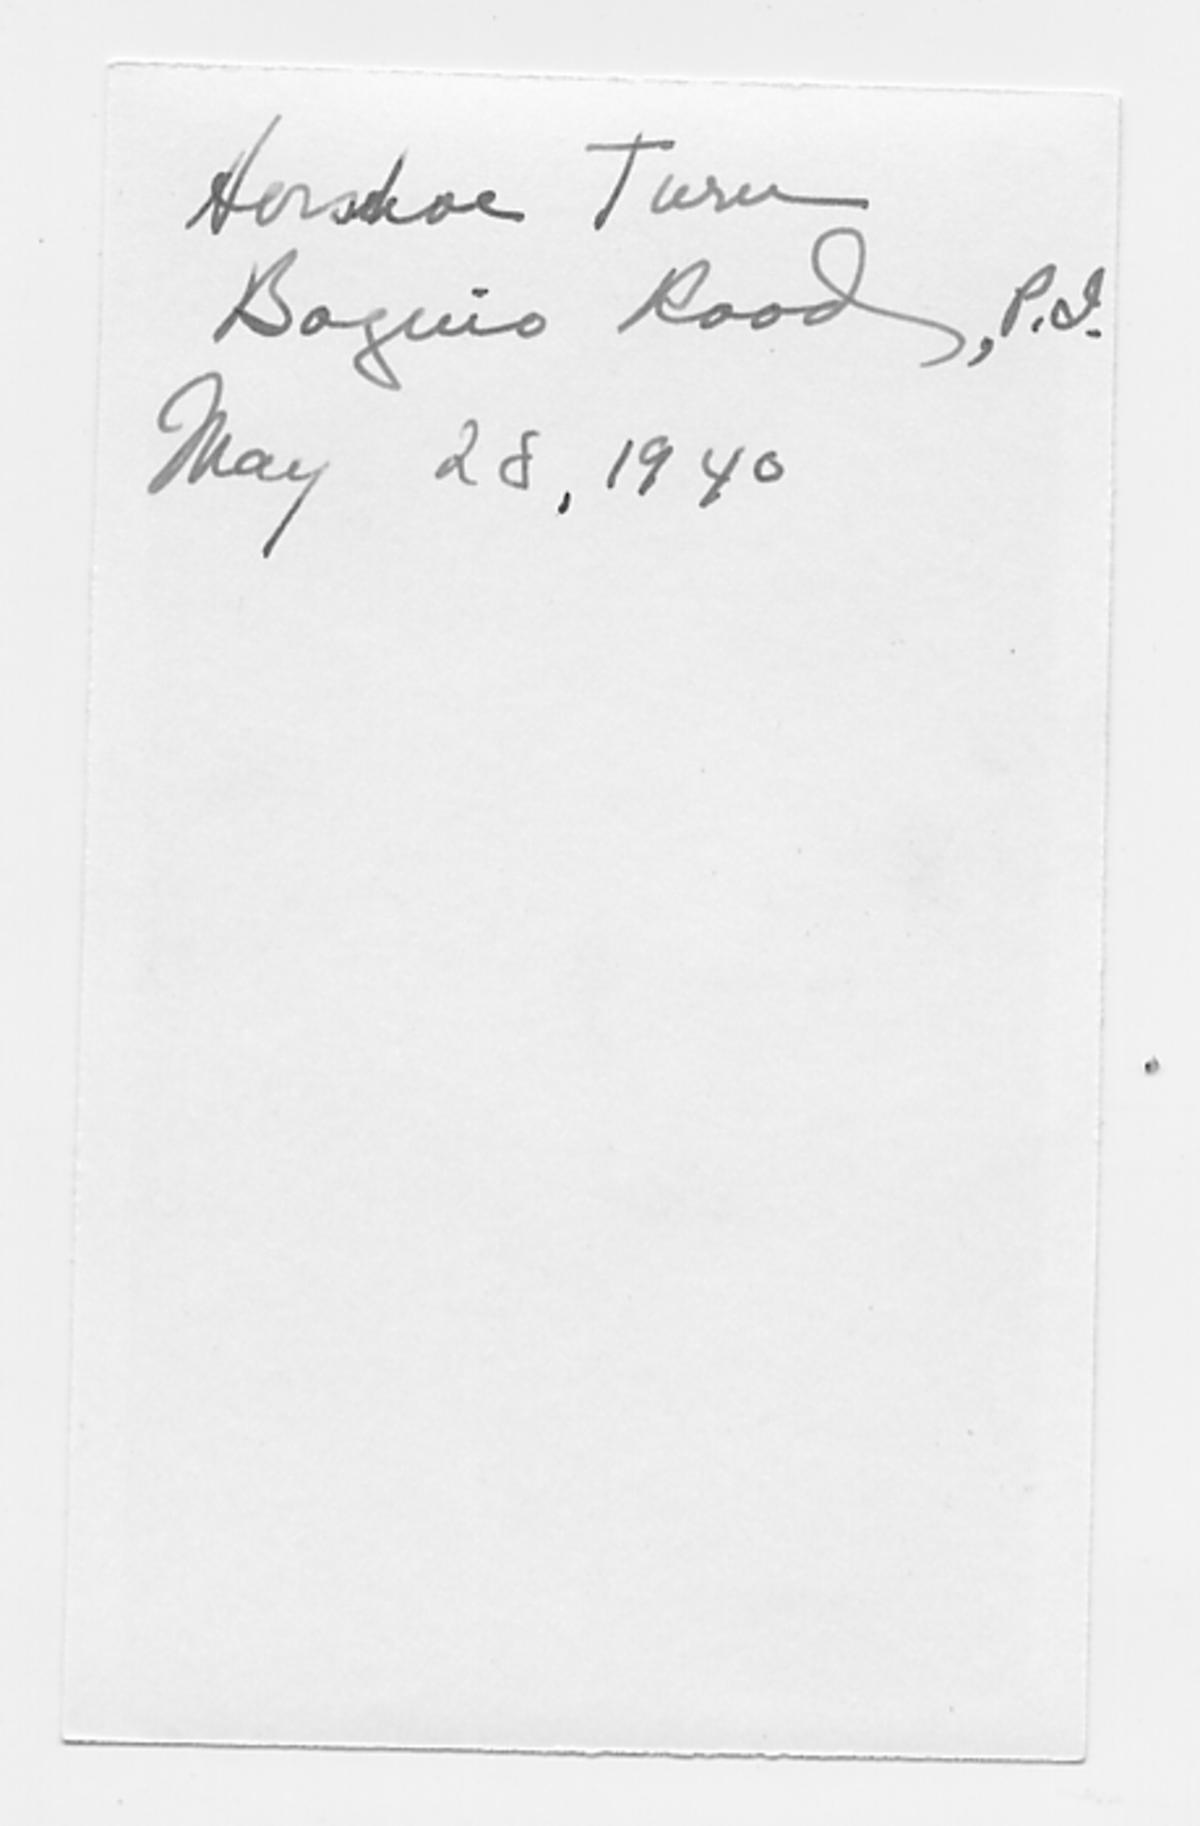 Horshoe Turn
Baguio Road, P.I.
May 28, 1940